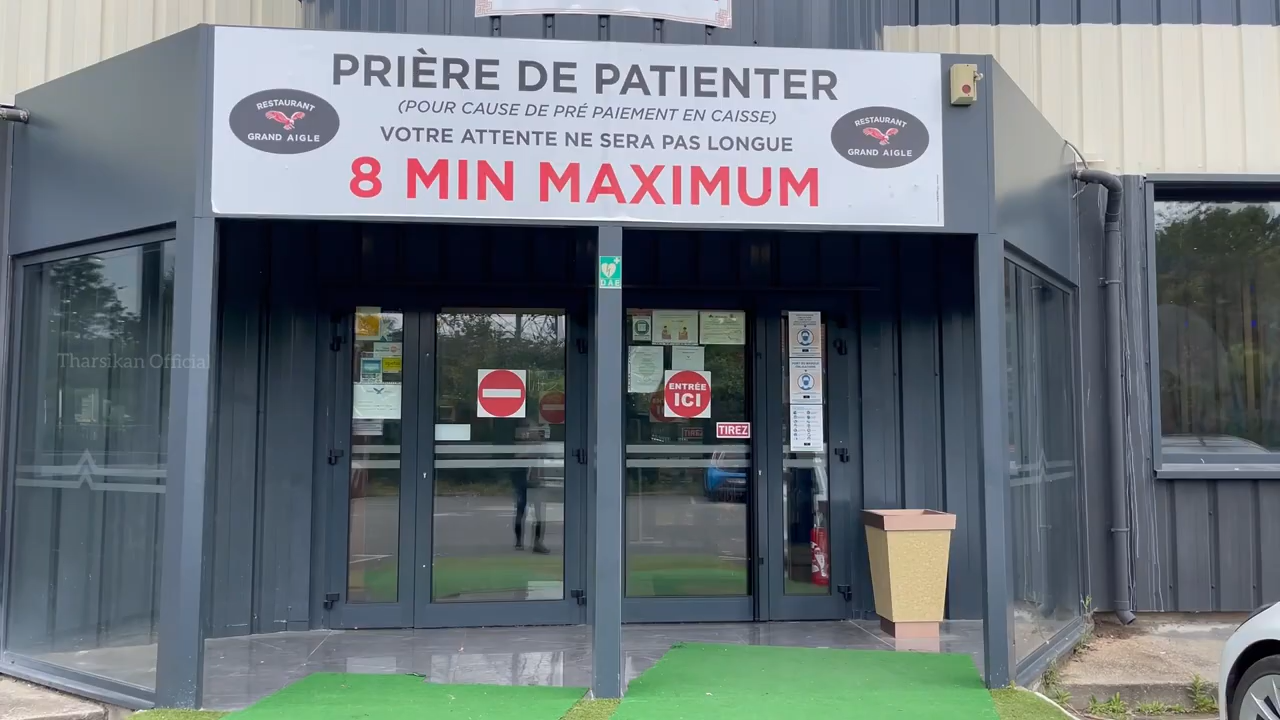 PRIÈRE DE PATIENTER
(POUR CAUSE DE PRÉ PAIEMENT EN CAISSE)
VOTRE ATTENTE NE SERA PAS LONGUE
8 MIN MAXIMUM
RESTAURANT
GRAND AIGLE
RESTAURANT
GRAND AIGLE
DAE
Tharsikan Official
ENTRÉE
ICI
TIREZ